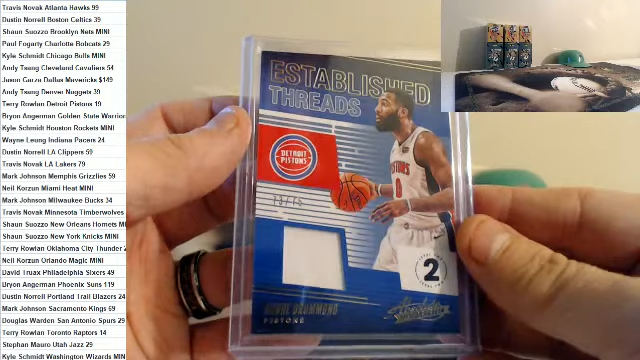 Travis Novak Atlanta Hawks 99
Dustin Norrell Boston Celtics 39
Shaun Suozzo Brooklyn Nets MINI
Paul Fogarty Charlotte Bobcats 29
Kyle Schmidt Chicago Bulls MINI
Andy Tsang Cleveland Cavaliers 54
Jason Garza Dallas Mavericks $149
Andy Tsang Denver Nuggets 39
Terry Rowlan Detroit Pistons 19
Bryon Angerman Golden State Warrior
Kyle Schmidt Houston Rockets MINI
Wayne Leung Indiana Pacers 24
Dustin Norrell LA Clippers 59
Travis Novak LA Lakers 79
Mark Johnson Memphis Grizzlies 59
Neil Korzun Miami Heat MINI
Mark Johnson Milwaukee Bucks 34
Travis Novak Minnesota Timberwolves
Shaun Suozzo New Orleans Hornets M
Shaun Suozzo New York Knicks MINI
Terry Rowlan Oklahoma City Thunder 2
Neil Korzun Orlando Magic MINI
David Truax Philadelphia Sixers 49
Bryon Angerman Phoenix Suns 119
Dustin Norrell Portland Trail Blazers 24
Mark Johnson Sacramento Kings 69
Douglas Warden San Antonio Spurs 29
Terry Rowlan Toronto Raptors 14
Stephan Mauro Utah Jazz 29
Kyle Schmidt Washington Wizards MIN
ESTABLISHED
THREADS
DETROIT
PISTONS
PISTONS
0
2
ANDRE DRUMMOND
PISTONS
Absolute